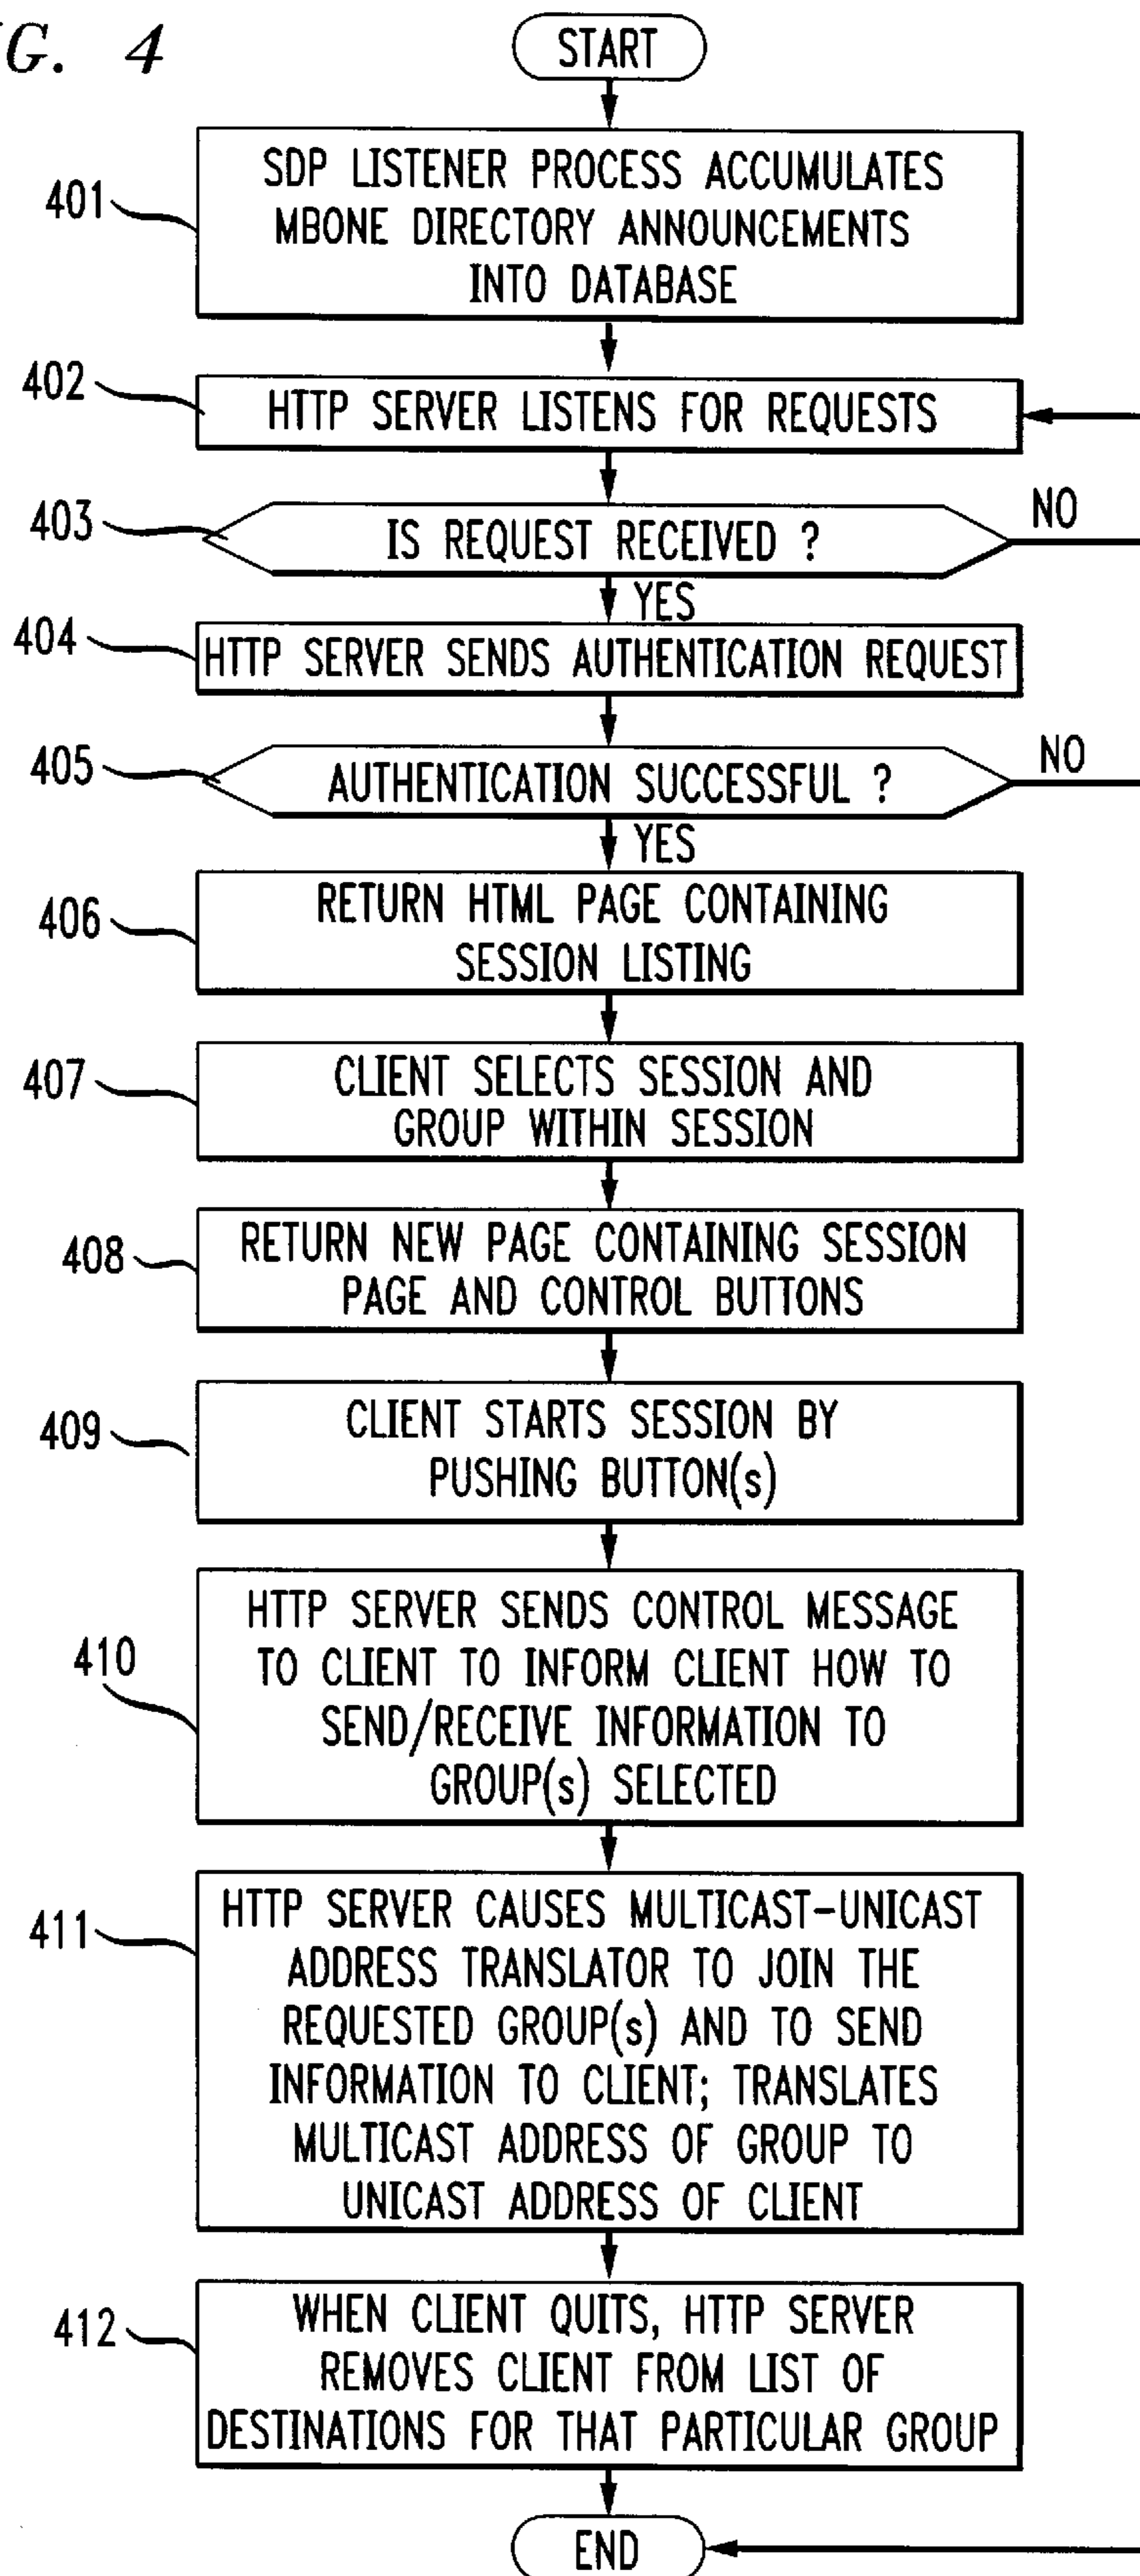 G. 4
START
401
SDP LISTENER PROCESS ACCUMULATES
MBONE DIRECTORY ANNOUNCEMENTS
INTO DATABASE
402
HTTP SERVER LISTENS FOR REQUESTS
403
IS REQUEST RECEIVED ?
NO
YES
404
HTTP SERVER SENDS AUTHENTICATION REQUEST
405
AUTHENTICATION SUCCESSFUL ?
NO
YES
406
RETURN HTML PAGE CONTAINING
SESSION LISTING
407
CLIENT SELECTS SESSION AND
GROUP WITHIN SESSION
408
RETURN NEW PAGE CONTAINING SESSION
PAGE AND CONTROL BUTTONS
409
CLIENT STARTS SESSION BY
PUSHING BUTTON(s)
410
HTTP SERVER SENDS CONTROL MESSAGE
TO CLIENT TO INFORM CLIENT HOW TO
SEND/RECEIVE INFORMATION TO
GROUP(s) SELECTED
411
HTTP SERVER CAUSES MULTICAST-UNICAST
ADDRESS TRANSLATOR TO JOIN THE
REQUESTED GROUP(s) AND TO SEND
INFORMATION TO CLIENT; TRANSLATES
MULTICAST ADDRESS OF GROUP TO
UNICAST ADDRESS OF CLIENT
412
WHEN CLIENT QUITS, HTTP SERVER
REMOVES CLIENT FROM LIST OF
DESTINATIONS FOR THAT PARTICULAR GROUP
END